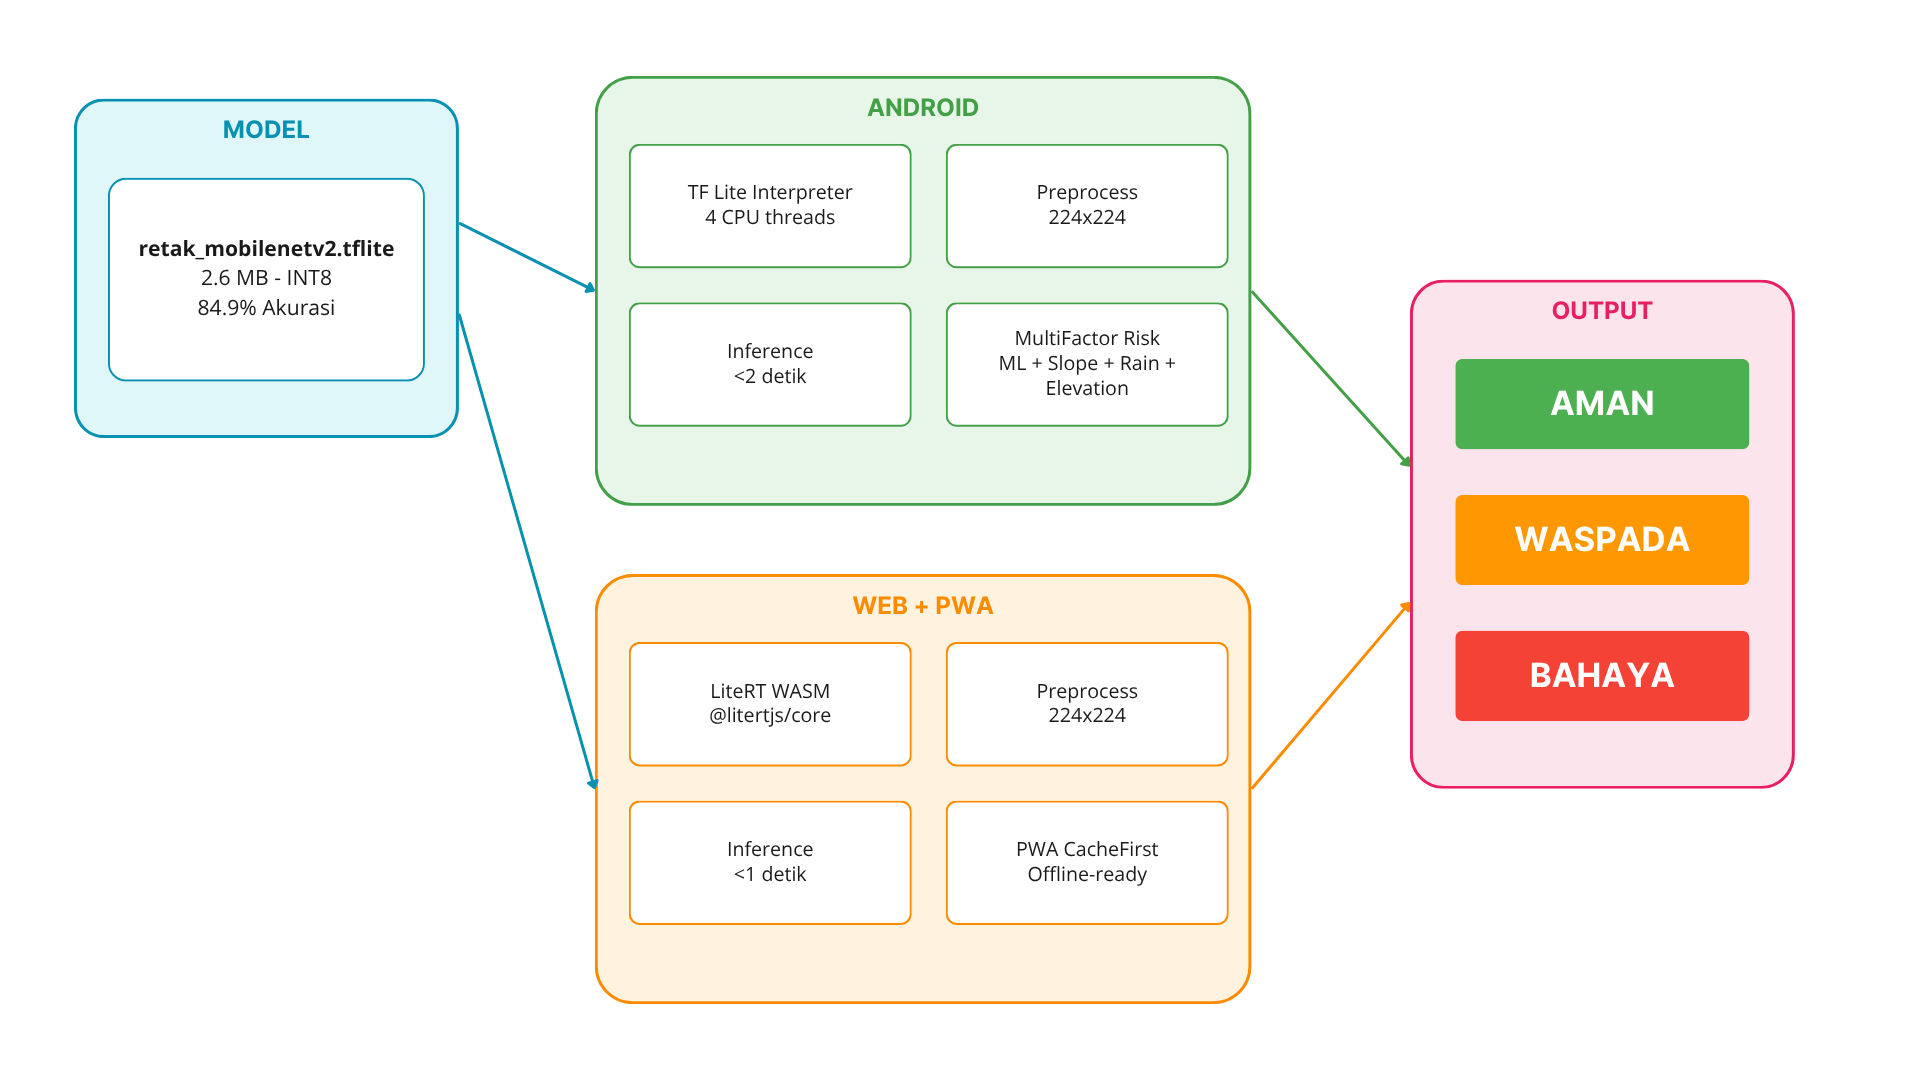 MODEL
retak_mobilenetv2.tflite
2.6 MB - INT8
84.9% Akurasi
ANDROID
TF Lite Interpreter
4 CPU threads
Preprocess
224x224
Inference
<2 detik
MultiFactor Risk
ML + Slope + Rain +
Elevation
WEB + PWA
LiteRT WASM
@litertjs/core
Preprocess
224x224
Inference
<1 detik
PWA CacheFirst
Offline-ready
OUTPUT
AMAN
WASPADA
BAHAYA